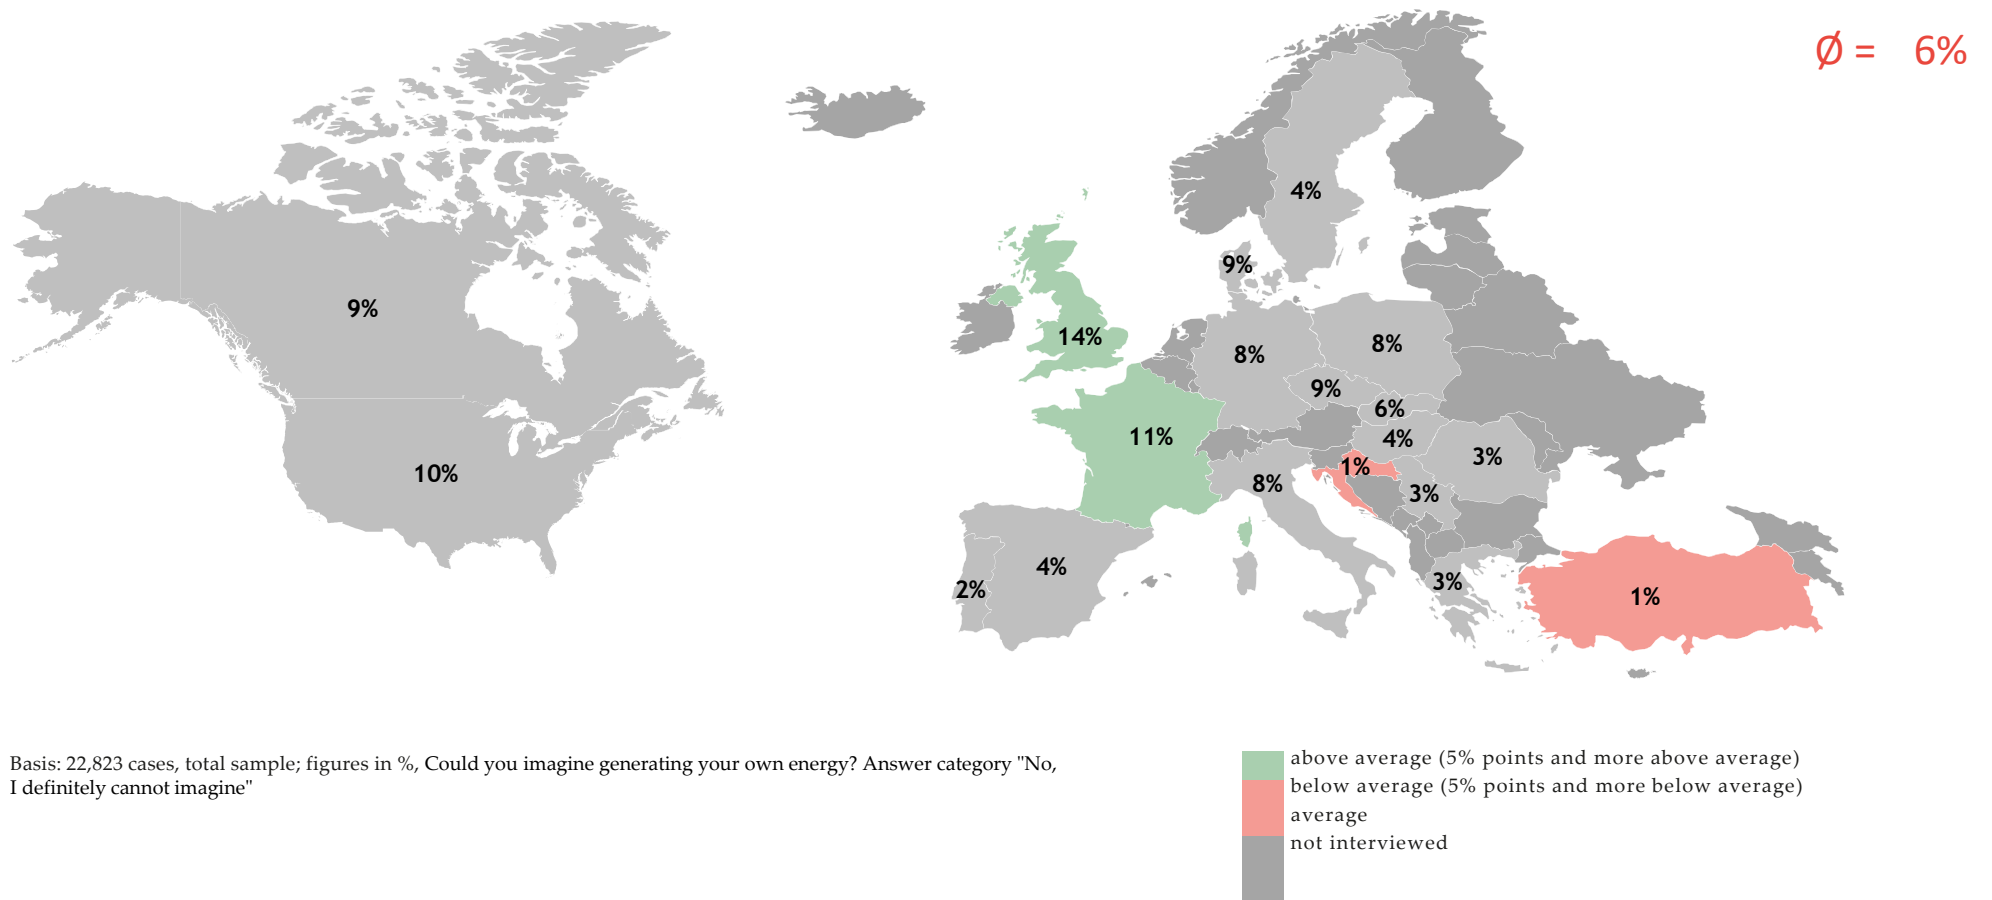 Ø = 6%
4%
9%
9%
14%
8%
8%
9%
6%
11%
4%
3%
1%
10%
8%
3%
4%
3%
2%
1%
Basis: 22,823 cases, total sample; figures in %, Could you imagine generating your own energy? Answer category "No,
I definitely cannot imagine"
above average (5% points and more above average)
below average (5% points and more below average)
average
not interviewed